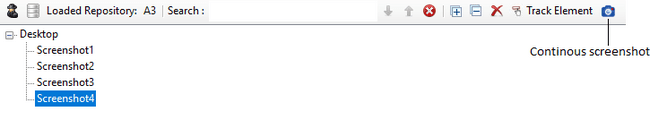 Loaded Repository: A3 Search : Track Element
Continous screenshot
Desktop
Screenshot1
Screenshot2
Screenshot3
Screenshot4